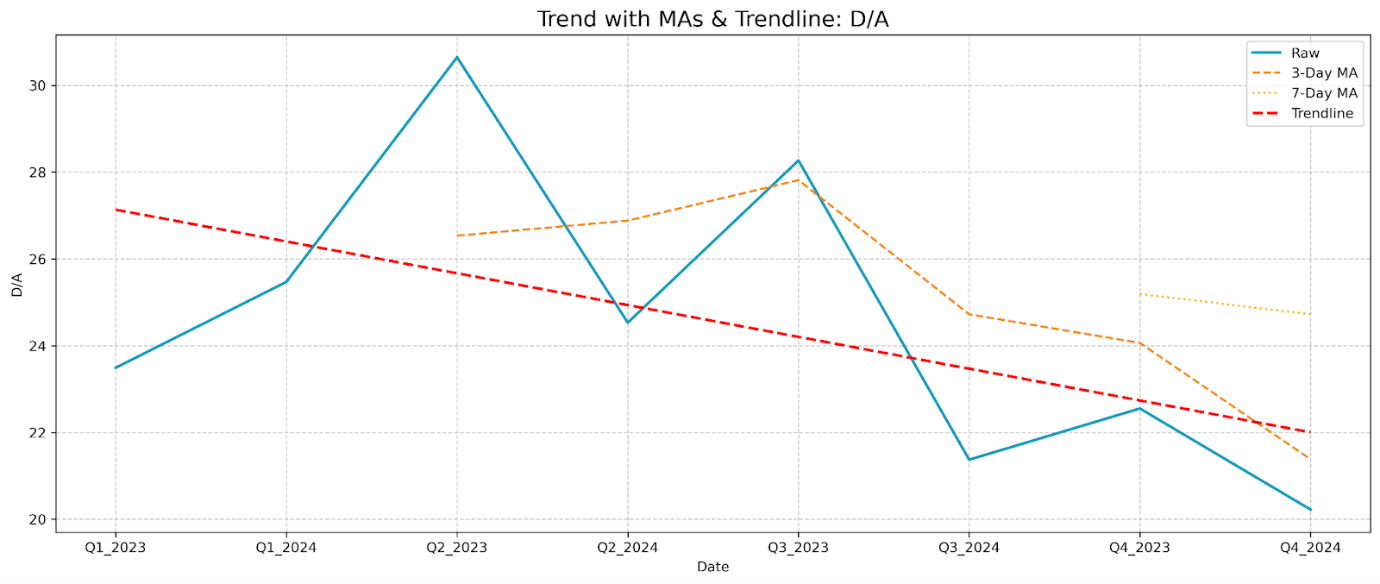 Trend with MAs & Trendline: D/A
Raw
3-Day MA
7-Day MA
Trendline
30
28
26
24
22
20
D/A
Q1_2023 Q1_2024 Q2_2023 Q2_2024 Q3_2023 Q3_2024 Q4_2023 Q4_2024
Date